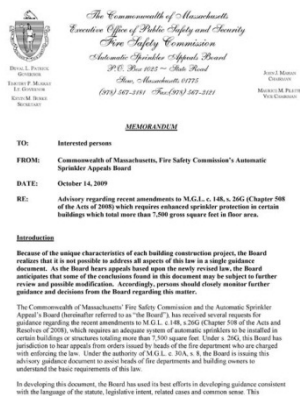 The Commonwealth of Massachusetts
Executive Office of Public Safety and Security
Fire Safety Commission
Automatic Sprinkler Appeals Board
P.O. Box 1025 ~ State Road
Stow, Massachusetts 01775
(978) 567-3181 Fax:(978) 567-3121
DEVAL L. PATRICK
GOVERNOR
TIMOTHY P. MURRAY
LT. GOVERNOR
KEVIN M. BURKE
SECRETARY
CHAIRMAN
MAURICE M. PILETTE
VICE CHAIRMAN
MEMORANDUM
TO: Interested persons
FROM: Commonwealth of Massachusetts, Fire Safety Commission's Automatic
Sprinkler Appeals Board
DATE: October 14, 2009
RE: Advisory regarding recent amendments to M.G.L. c. 148, s. 26G (Chapter 508
of the Acts of 2008) which requires enhanced sprinkler protection in certain
buildings which total more than 7,500 gross square feet in floor area.
Introduction
Because of the unique characteristics of each building construction project, the Board
realizes that it is not possible to address all aspects of this law in a single guidance
document. As the Board hears appeals based upon the newly revised law, the Board
anticipates that some of the conclusions found in this document may be subject to further
review and possible modification. Accordingly, persons should closely monitor further
guidance and decisions from the Board regarding this matter.
The Commonwealth of Massachusetts' Fire Safety Commission and the Automatic Sprinkler
Appeal's Board (hereinafter referred to as "the Board"), has received several requests for
guidance regarding the recent amendments to M.G.L. c. 148, s. 26G (Chapter 508 of the Acts and
Resolves of 2008), which requires an adequate system of automatic sprinklers to be installed in
certain buildings or structures totaling more than 7,500 square feet. Under s. 26G, this Board has
jurisdiction to hear appeals from orders issued by heads of the fire department who are charged
with enforcing the law. Under the authority of M.G.L. c. 30A, s. 8, the Board is issuing this
advisory guidance document to assist heads of fire departments and building owners to
understand the basic requirements of this law.
In developing this document, the Board has used its best efforts in developing guidance consistent
with the language of the statute, legislative intent, related cases and common sense. This